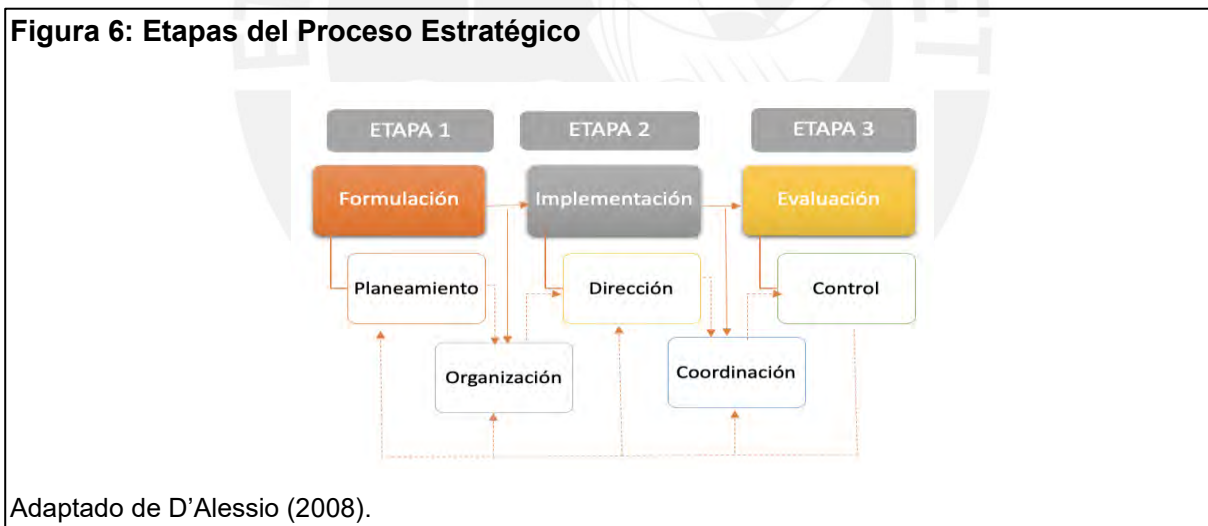 Figura 6: Etapas del Proceso Estratégico
ETAPA 1
ETAPA 2
ETAPA 3
Formulación
Implementación
Evaluación
Planeamiento
Dirección
Control
Organización
Coordinación
Adaptado de D’Alessio (2008).